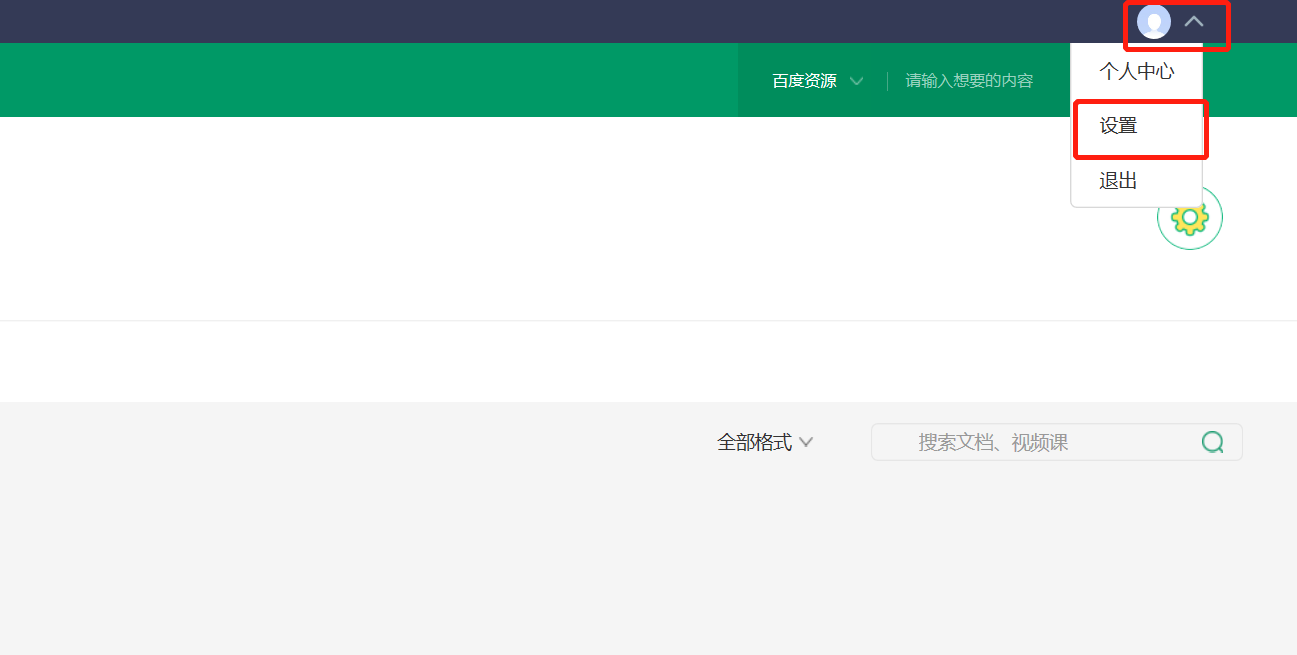 百度资源
请输入想要的内容
个人中心
设置
退出
全部格式
搜索文档、视频课